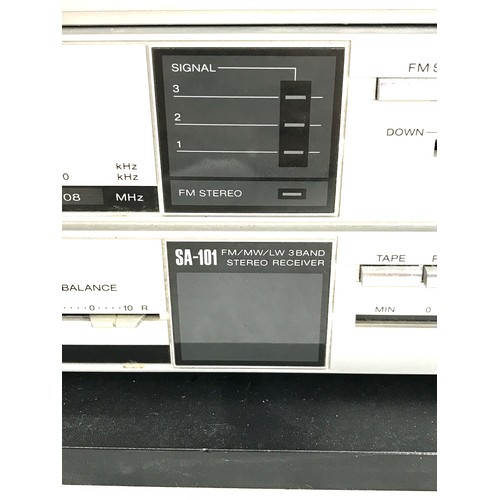 SIGNAL
3
2
1
FM STEREO
FM S
DOWN
kHz
0 kHz
08 MHz
SA-101 FM/MW/LW 3 BAND
STEREO RECEIVER
BALANCE
0 10 R
TAPE
MIN 0